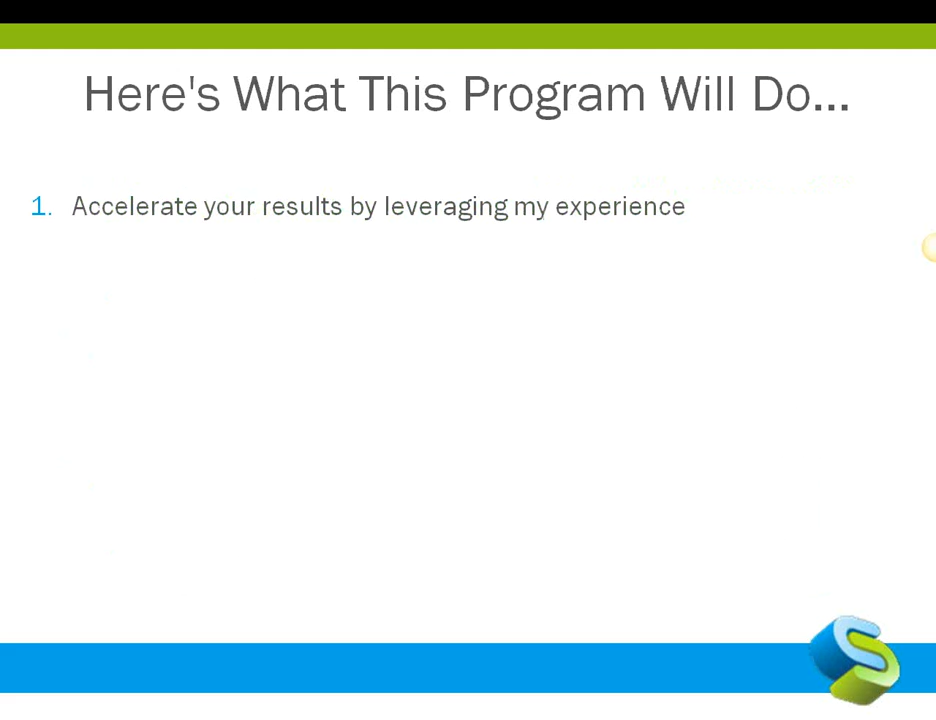 Here's What This Program Will Do...
1. Accelerate your results by leveraging my experience